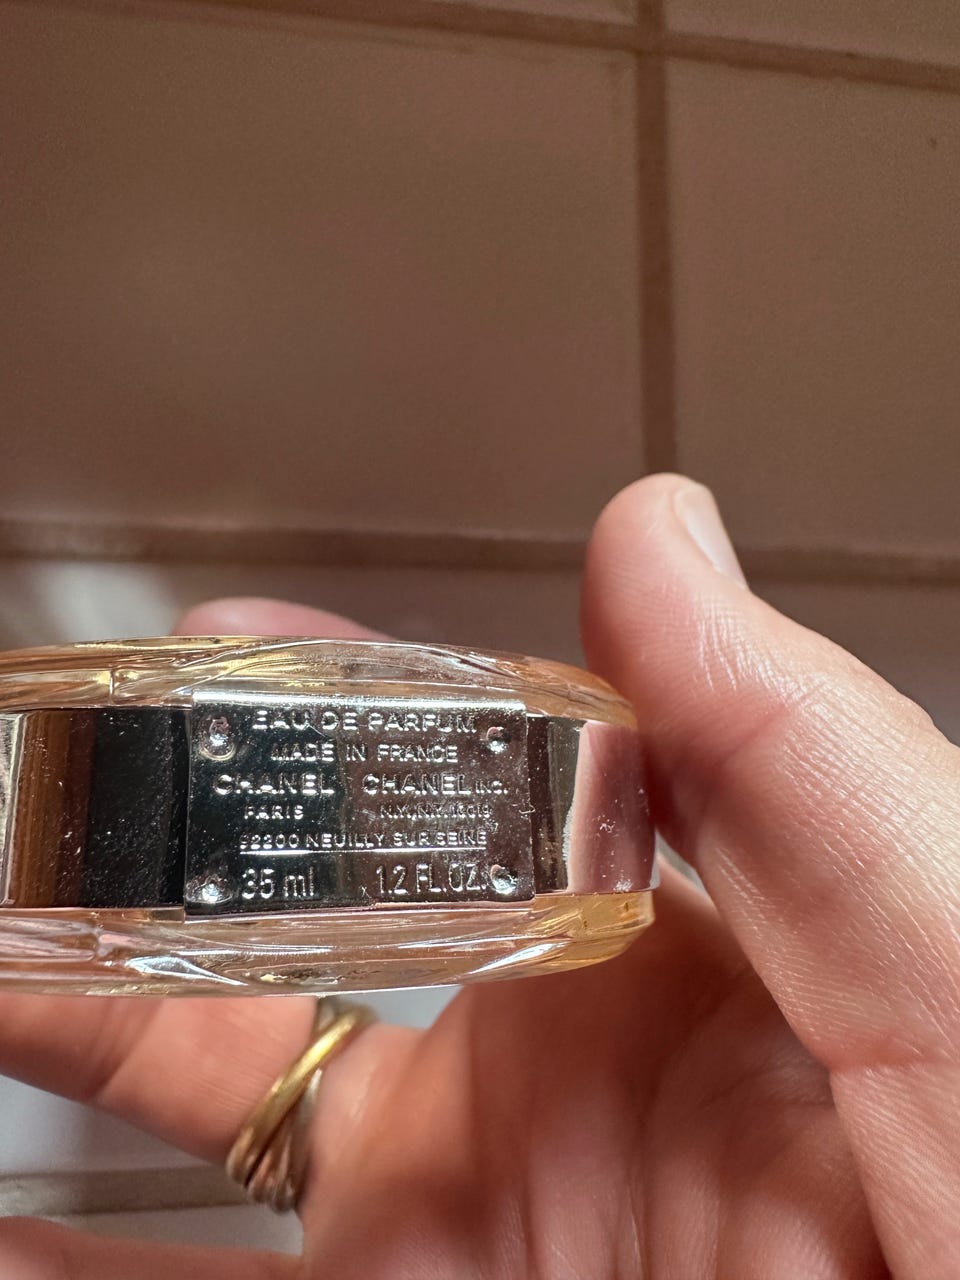 EAU DE PARFUM
MADE IN FRANCE
CHANEL CHANEL INC.
PARIS N.Y., N.Y. 10019
92200 NEUILLY SUR SEINE
35 ml 1.2 FL.OZ.